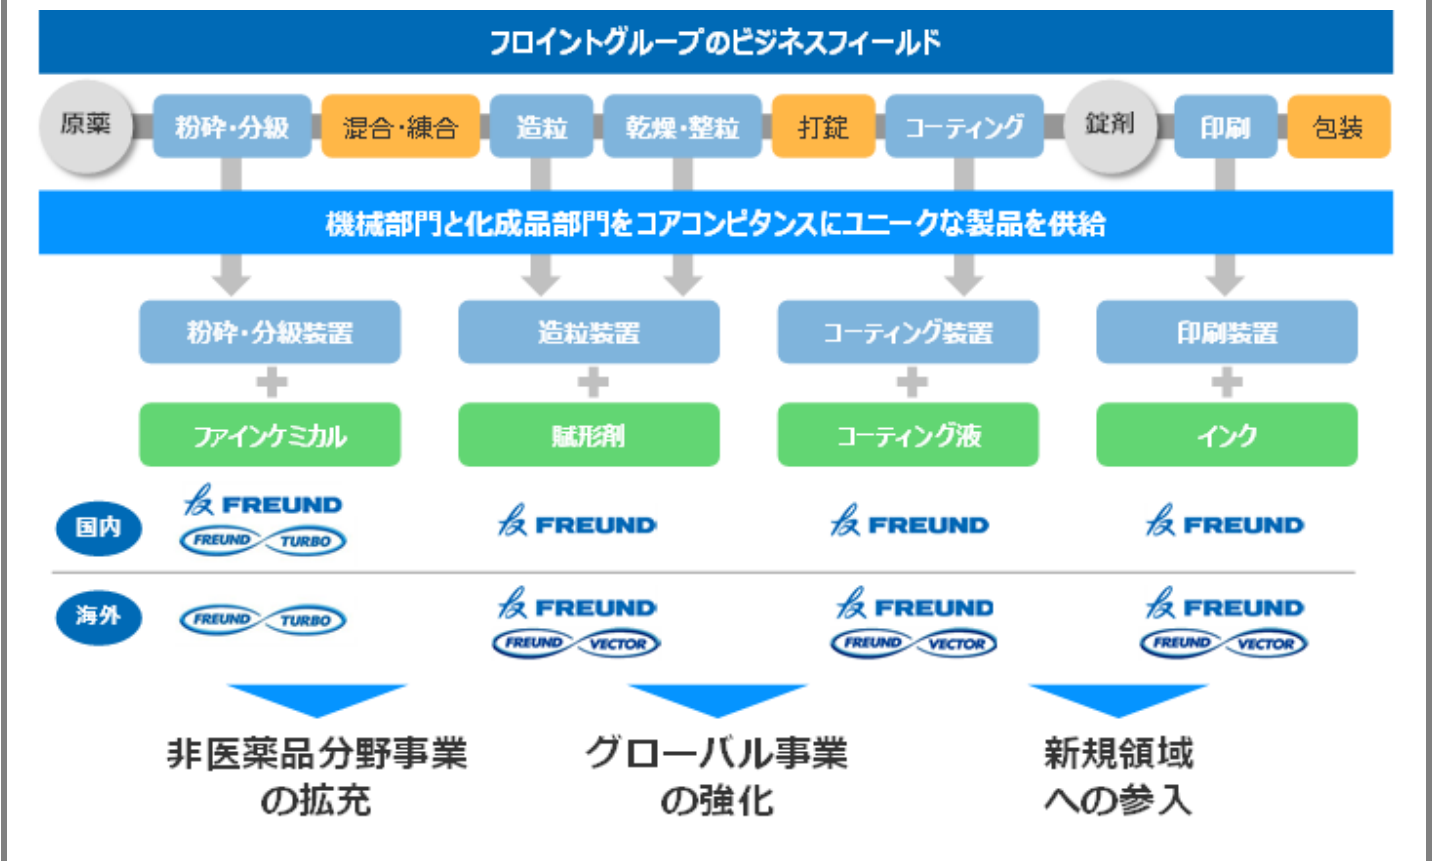 フロイントグループのビジネスフィールド
原薬 粉砕・分級 混合・練合 造粒 乾燥・整粒 打錠 コーティング 錠剤 印刷 包装
機械部門と化成品部門をコアコンピタンスにユニークな製品を供給
粉砕・分級装置 造粒装置 コーティング装置 印刷装置
ファインケミカル 賦形剤 コーティング液 インク
国内
友 FREUND
FREUND TURBO
友 FREUND
友 FREUND
友 FREUND
海外
FREUND TURBO
友 FREUND
FREUND VECTOR
友 FREUND
FREUND VECTOR
友 FREUND
FREUND VECTOR
非医薬品分野事業
の拡充
グローバル事業
の強化
新規領域
への参入